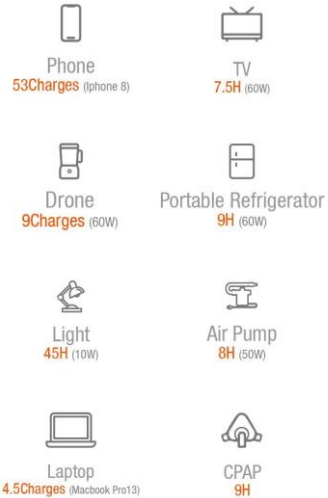 Phone
53Charges (Iphone 8)
TV
7.5H (60W)
Drone
9Charges (60W)
Portable Refrigerator
9H (60W)
Light
45H (10W)
Air Pump
8H (50W)
Laptop
4.5Charges (Macbook Pro13)
CPAP
9H